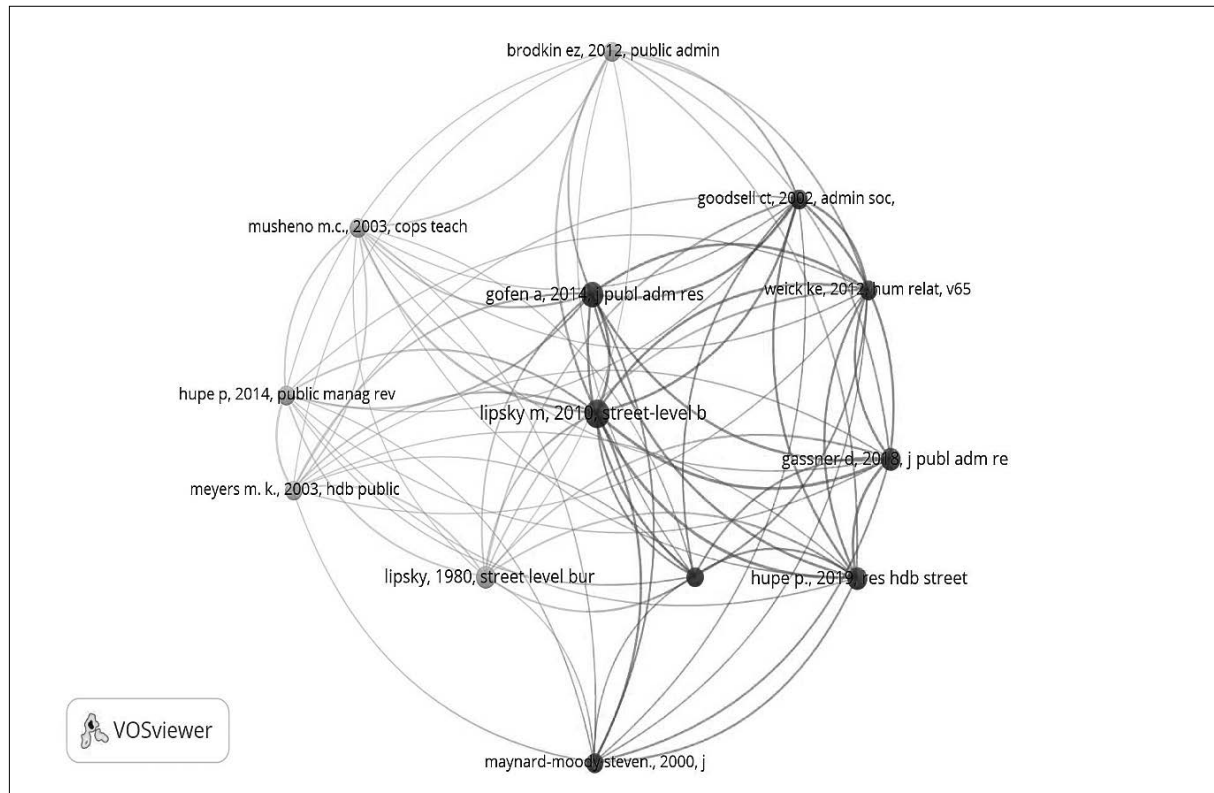 brodkin ez, 2012, public admin
goodsell ct, 2002, admin soc,
musheno m.c., 2003, cops teach
gofen a, 2014, j publ adm res
weick ke, 2012, hum relat, v65
hupe p, 2014, public manag rev
lipsky m, 2010, street-level b
gassner d, 2018, j publ adm re
meyers m. k., 2003, hdb public
lipsky, 1980, street level bur
hupe p., 2019, res hdb street
VOSviewer
maynard-moody steven., 2000, j